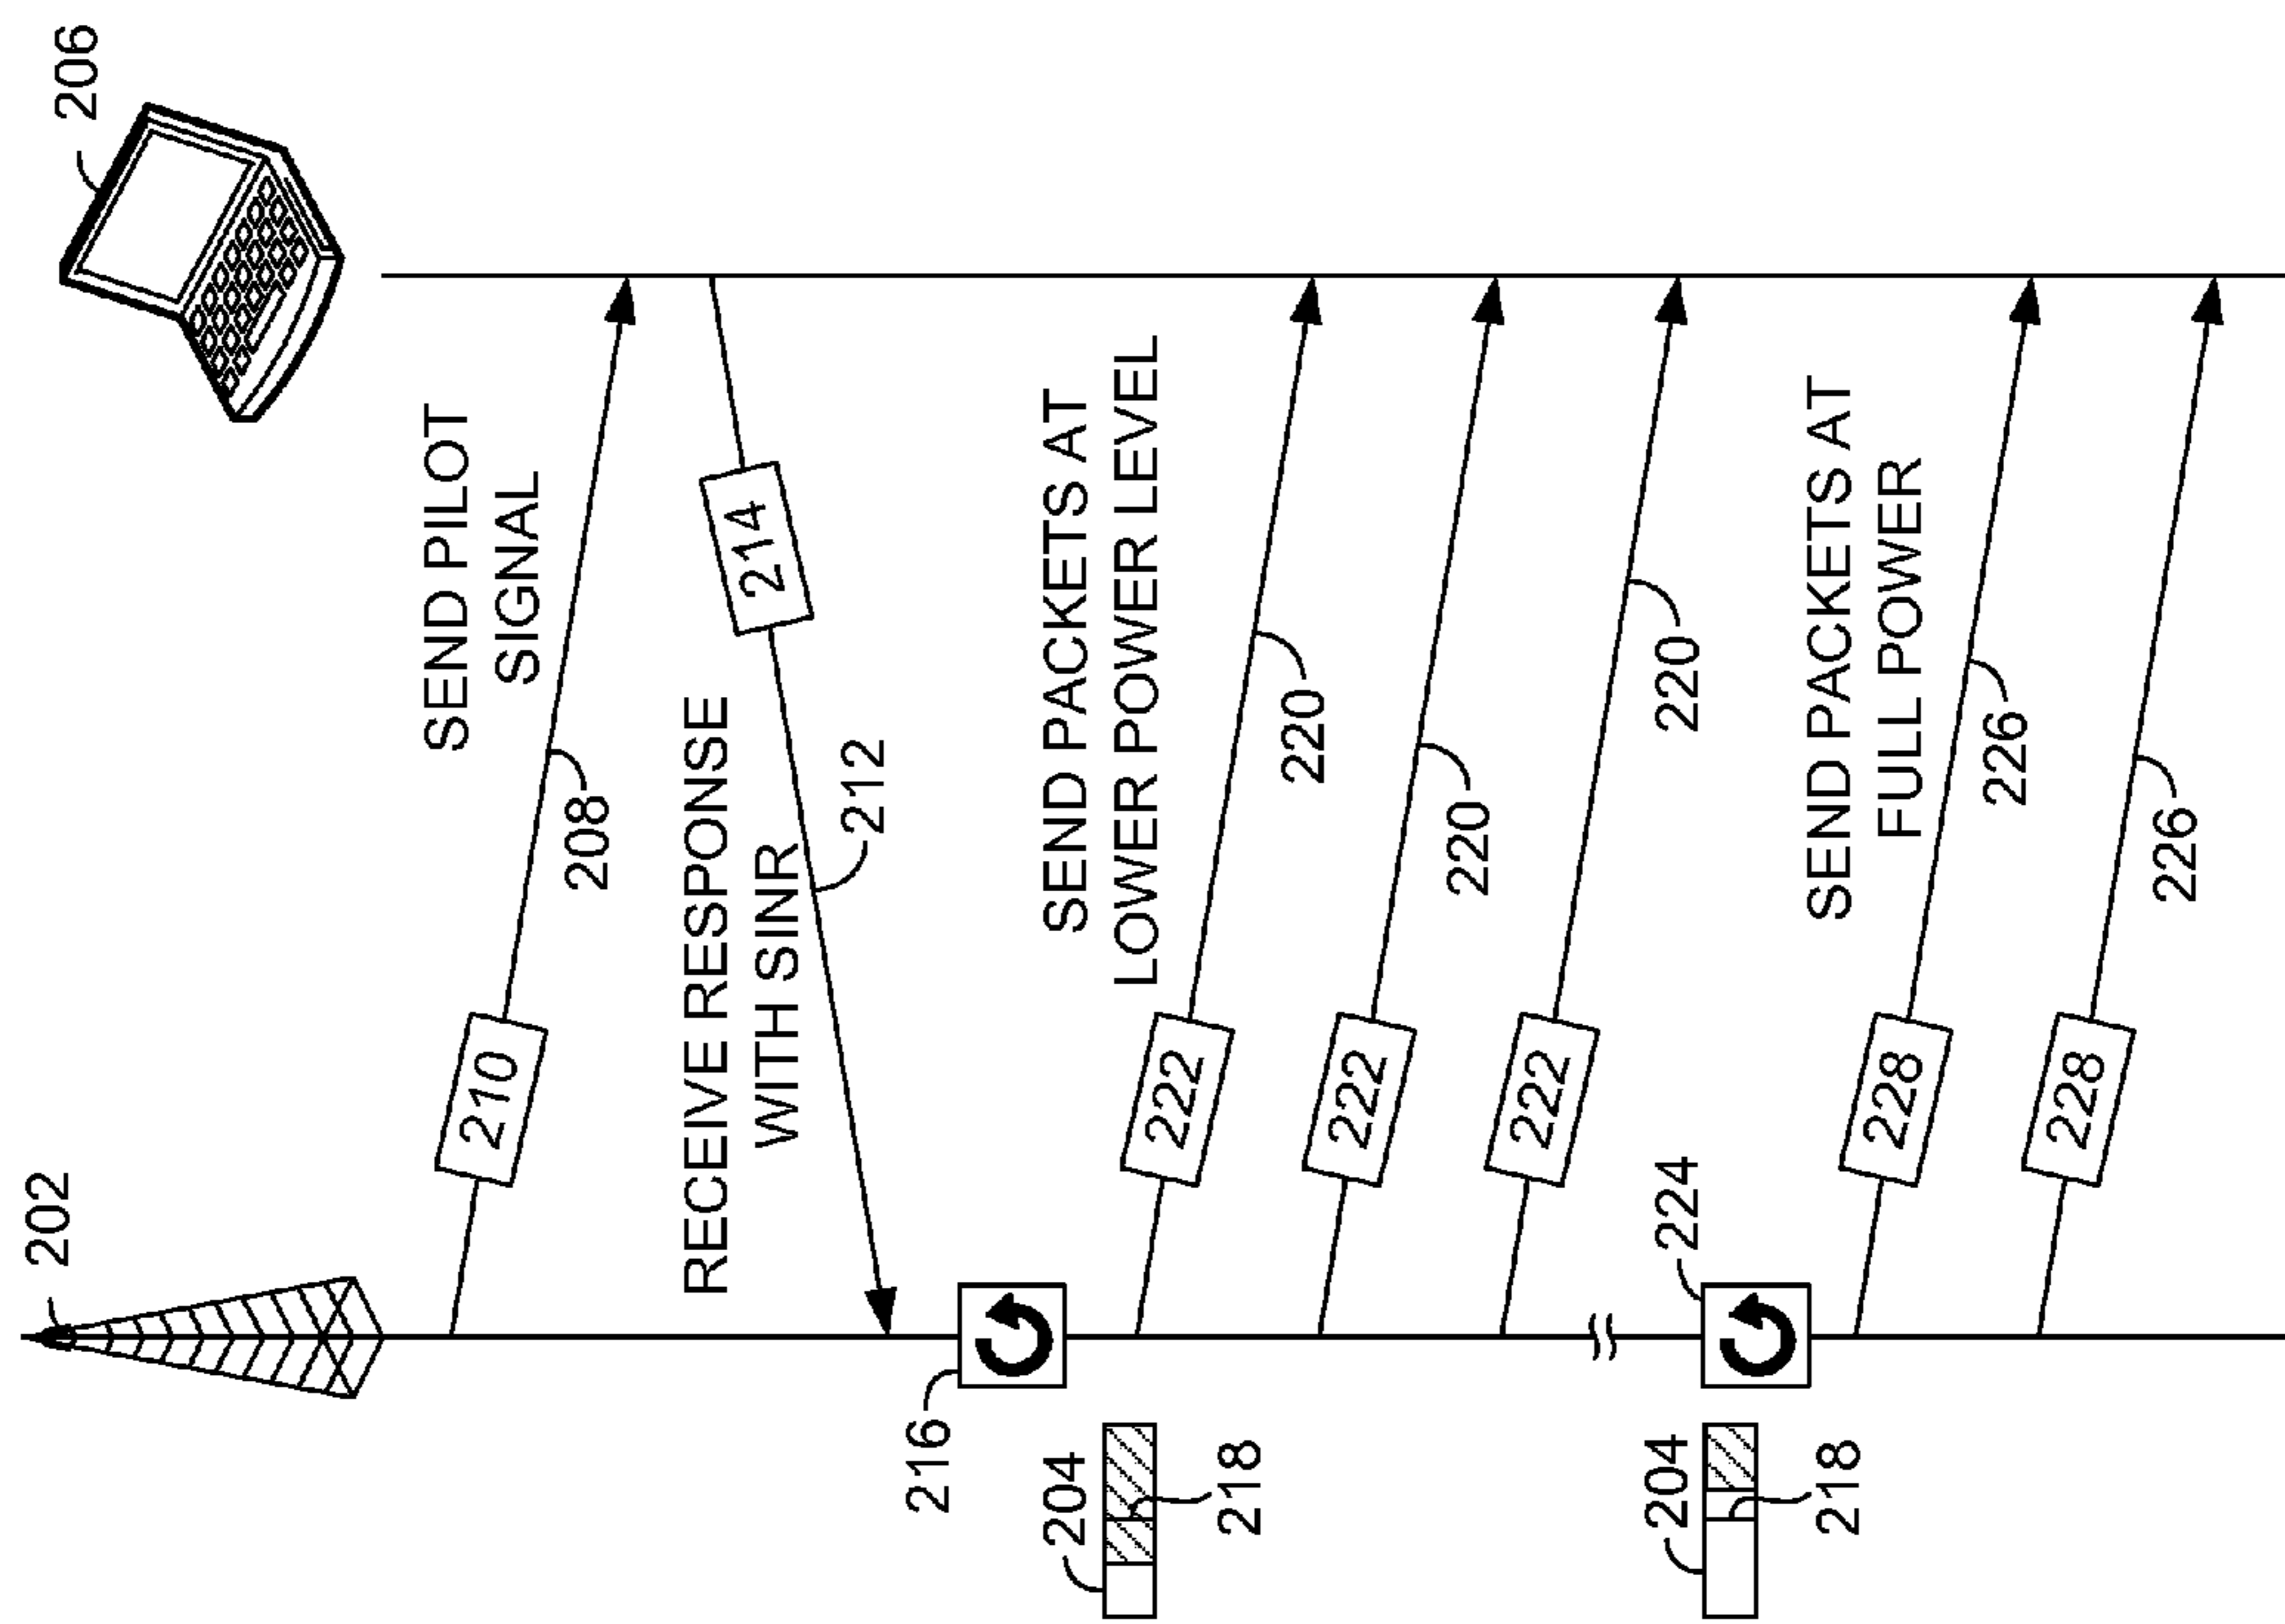 202
206
210
SEND PILOT
SIGNAL
208
214
RECEIVE RESPONSE
WITH SINR
212
216
204
218
SEND PACKETS AT
LOWER POWER LEVEL
222
220
222
220
222
220
224
204
218
SEND PACKETS AT
FULL POWER
228
226
228
226